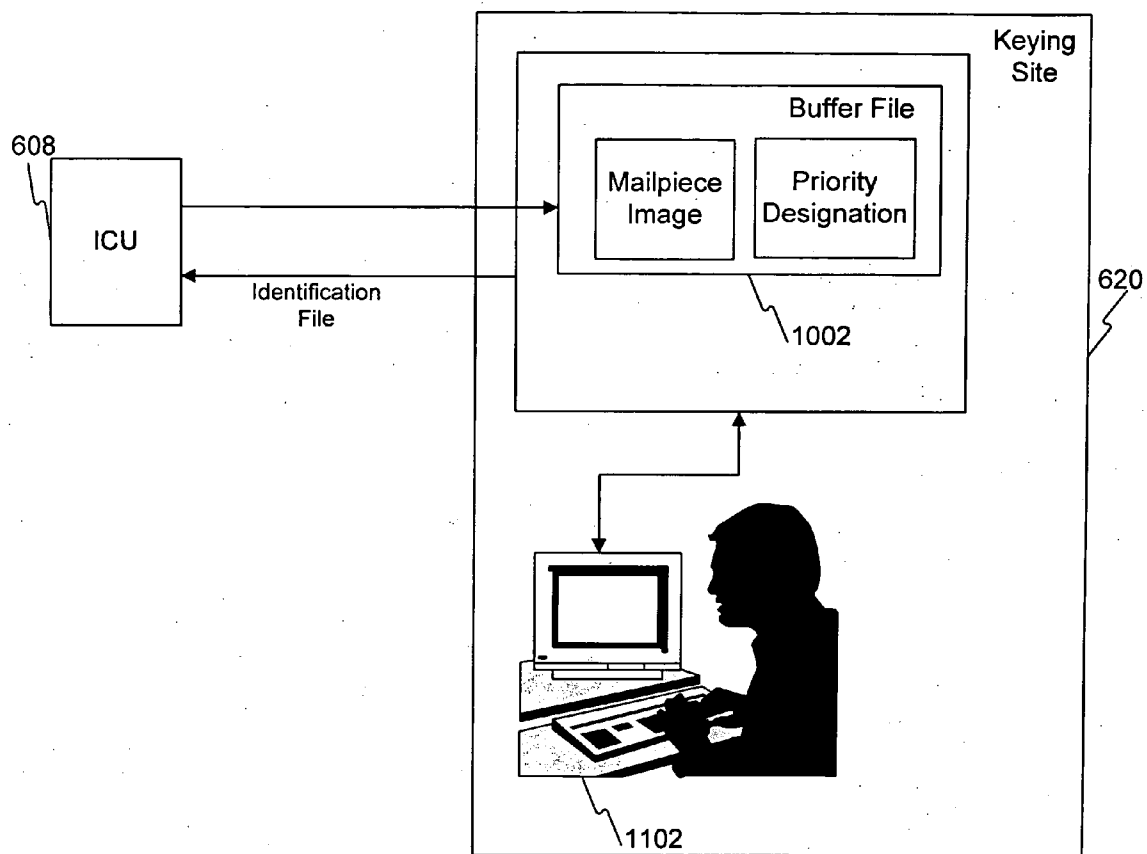 Keying
Site
Buffer File
608
Mailpiece
Image
Priority
Designation
ICU
620
Identification
File
1002
1102